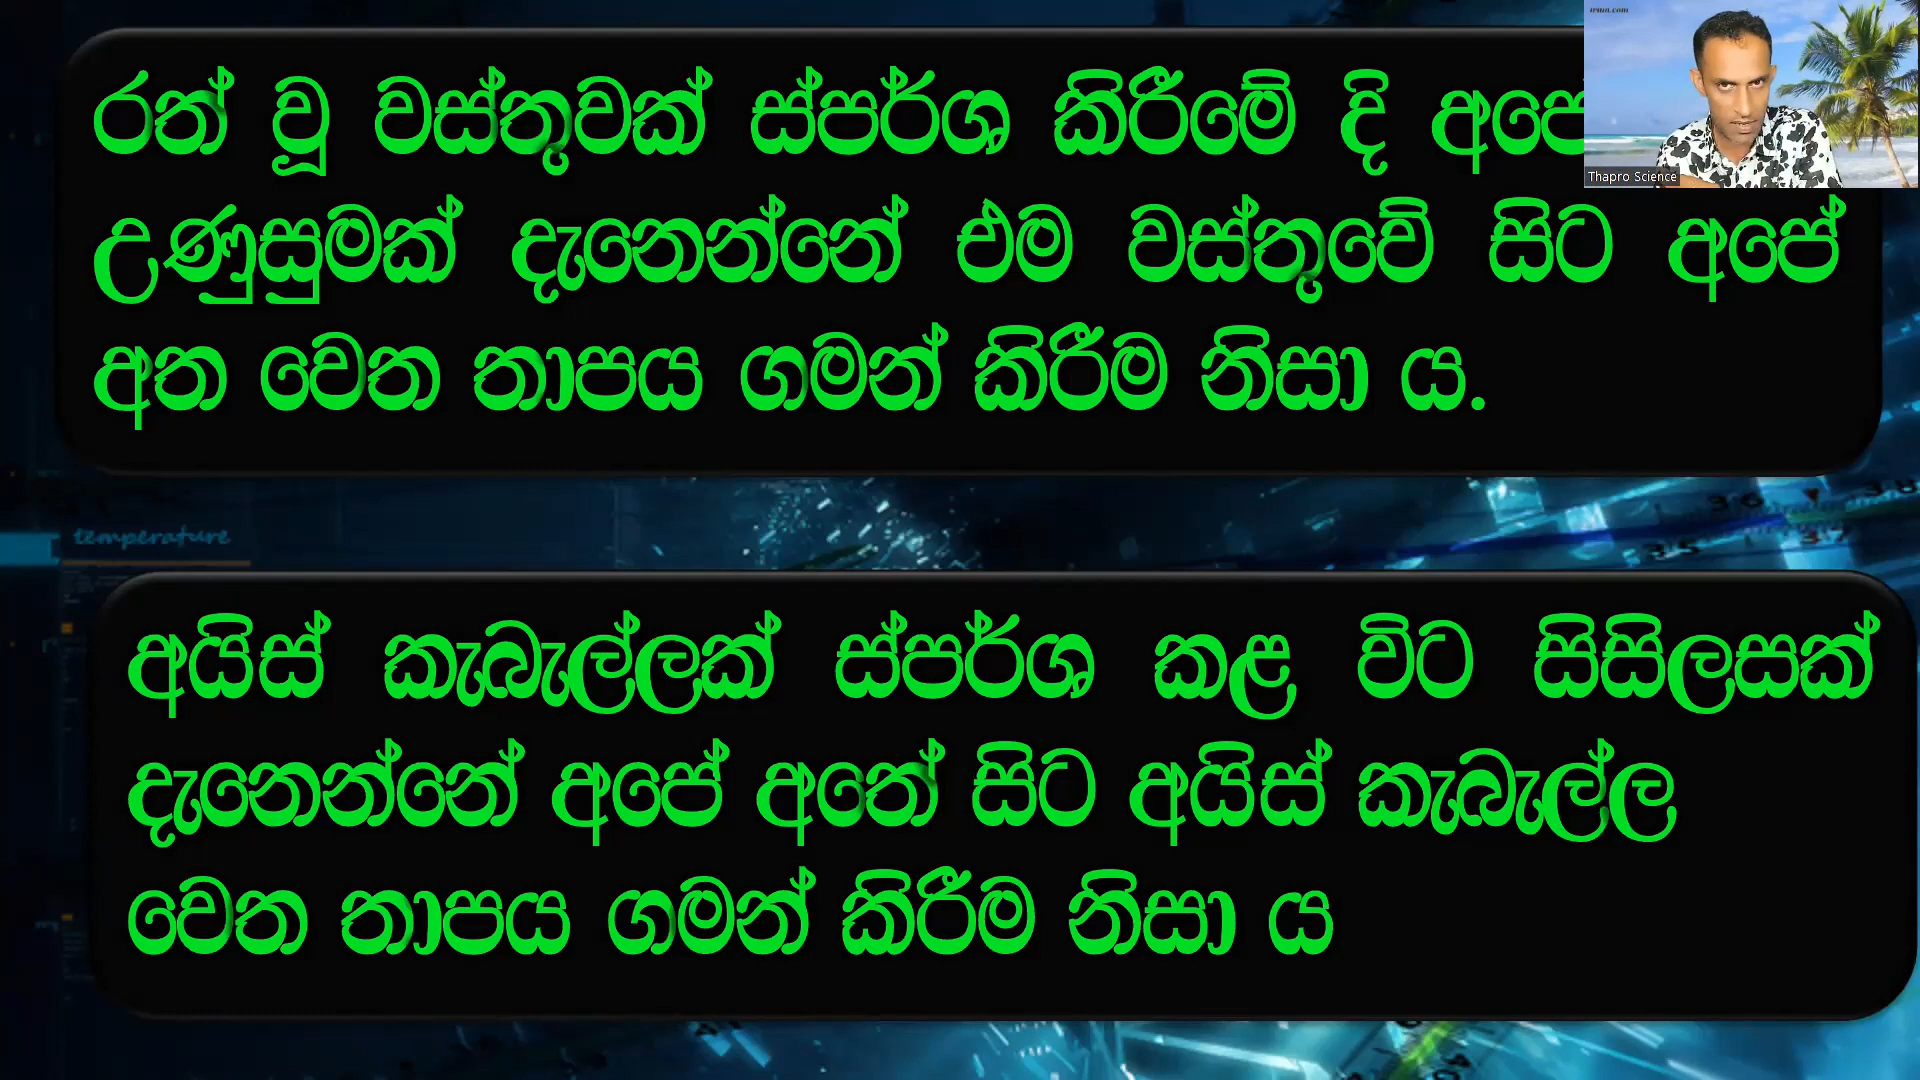 රත් වූ වස්තුවක් ස්පර්ශ කිරීමේ දි
Thapro Science
උණුසුමක් දැනෙන්නේ එම වස්තුවේ සිට අපේ
අත වෙත තාපය ගමන් කිරීම නිසා ය.
temperature
අයිස් කැබැල්ලක් ස්පර්ශ කළ විට සිසිලසක්
දැනෙන්නේ අපේ අතේ සිට අයිස් කැබැල්ල
වෙත තාපය ගමන් කිරීම නිසා ය